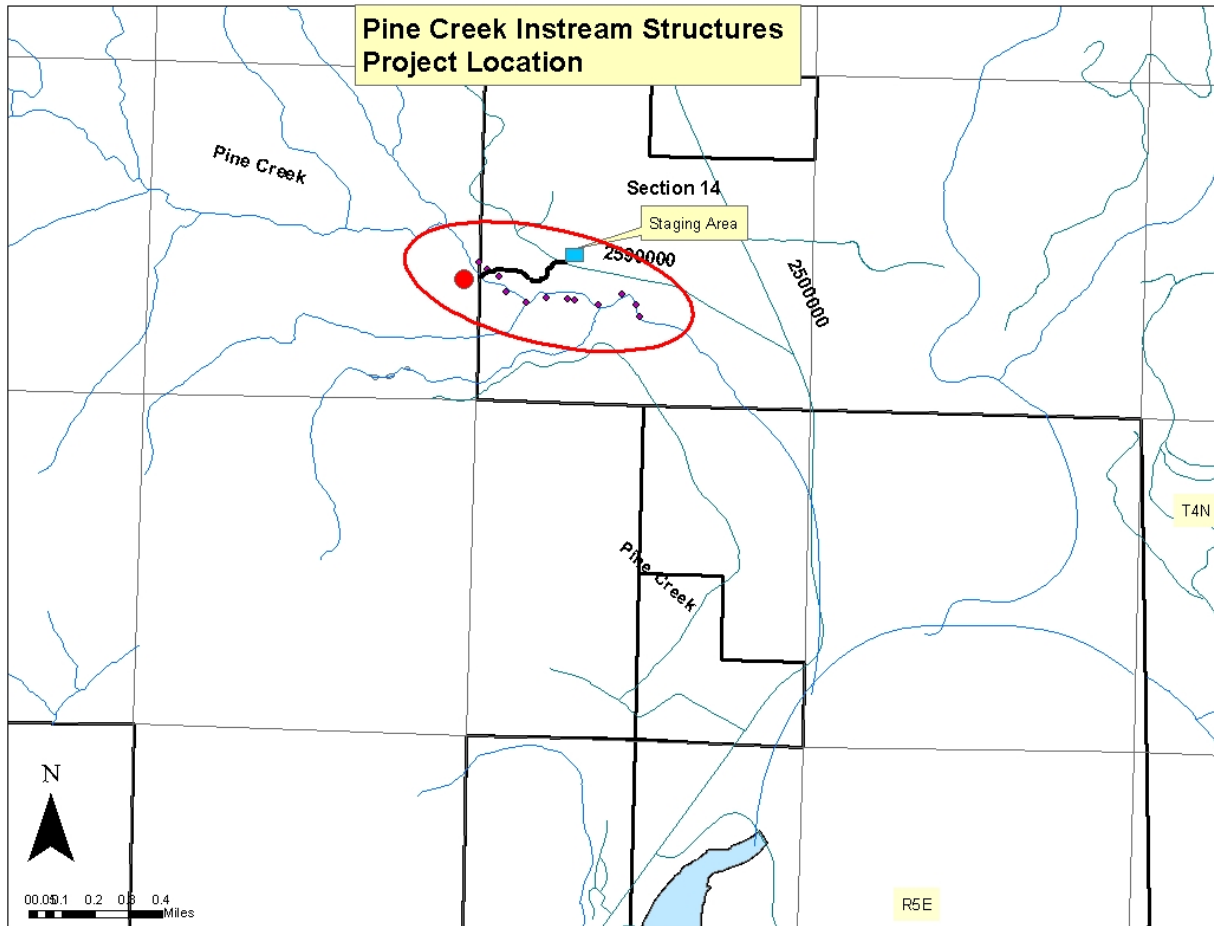 Pine Creek Instream Structures
Project Location
Pine Creek
Section 14
Staging Area
2590000
2500000
T4N
Pine Creek
N
0 0.05 0.1 0.2 0.3 0.4
Miles
R5E